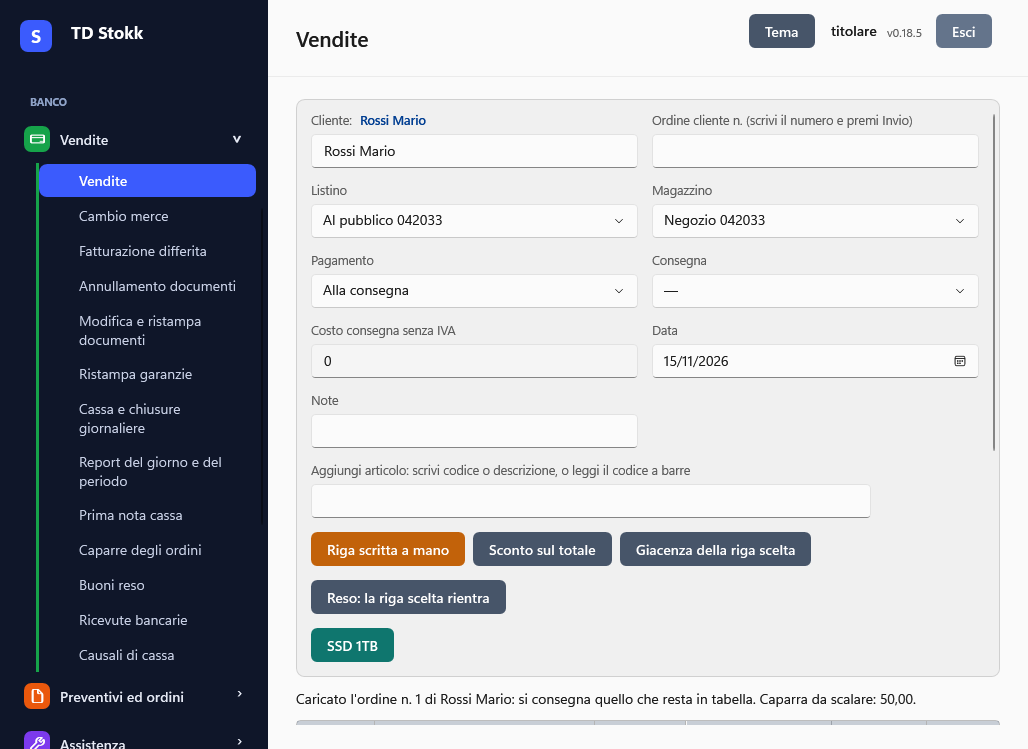 S
TD Stokk
BANCO
Vendite
Vendite
Cambio merce
Fatturazione differita
Annullamento documenti
Modifica e ristampa
documenti
Ristampa garanzie
Cassa e chiusure
giornaliere
Report del giorno e del
periodo
Prima nota cassa
Caparre degli ordini
Buoni reso
Ricevute bancarie
Causali di cassa
Preventivi ed ordini
Assistenza
Vendite
Tema
titolare
v0.18.5
Esci
Cliente: Rossi Mario
Rossi Mario
Ordine cliente n. (scrivi il numero e premi Invio)
Listino
Al pubblico 042033
Magazzino
Negozio 042033
Pagamento
Alla consegna
Consegna
—
Costo consegna senza IVA
0
Data
15/11/2026
Note
Aggiungi articolo: scrivi codice o descrizione, o leggi il codice a barre
Riga scritta a mano
Sconto sul totale
Giacenza della riga scelta
Reso: la riga scelta rientra
SSD 1TB
Caricato l'ordine n. 1 di Rossi Mario: si consegna quello che resta in tabella. Caparra da scalare: 50,00.